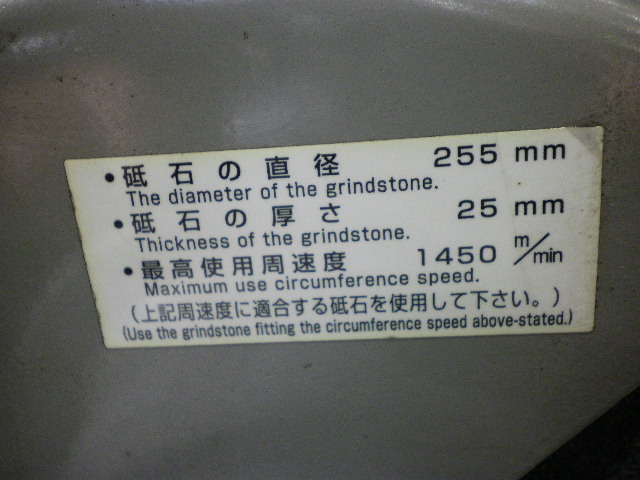 •砥石の直径 255 mm
The diameter of the grindstone.
•砥石の厚さ 25 mm
Thickness of the grindstone.
•最高使用周速度 1450 m/min
Maximum use circumference speed.
(上記周速度に適合する砥石を使用して下さい。)
(Use the grindstone fitting the circumference speed above-stated.)